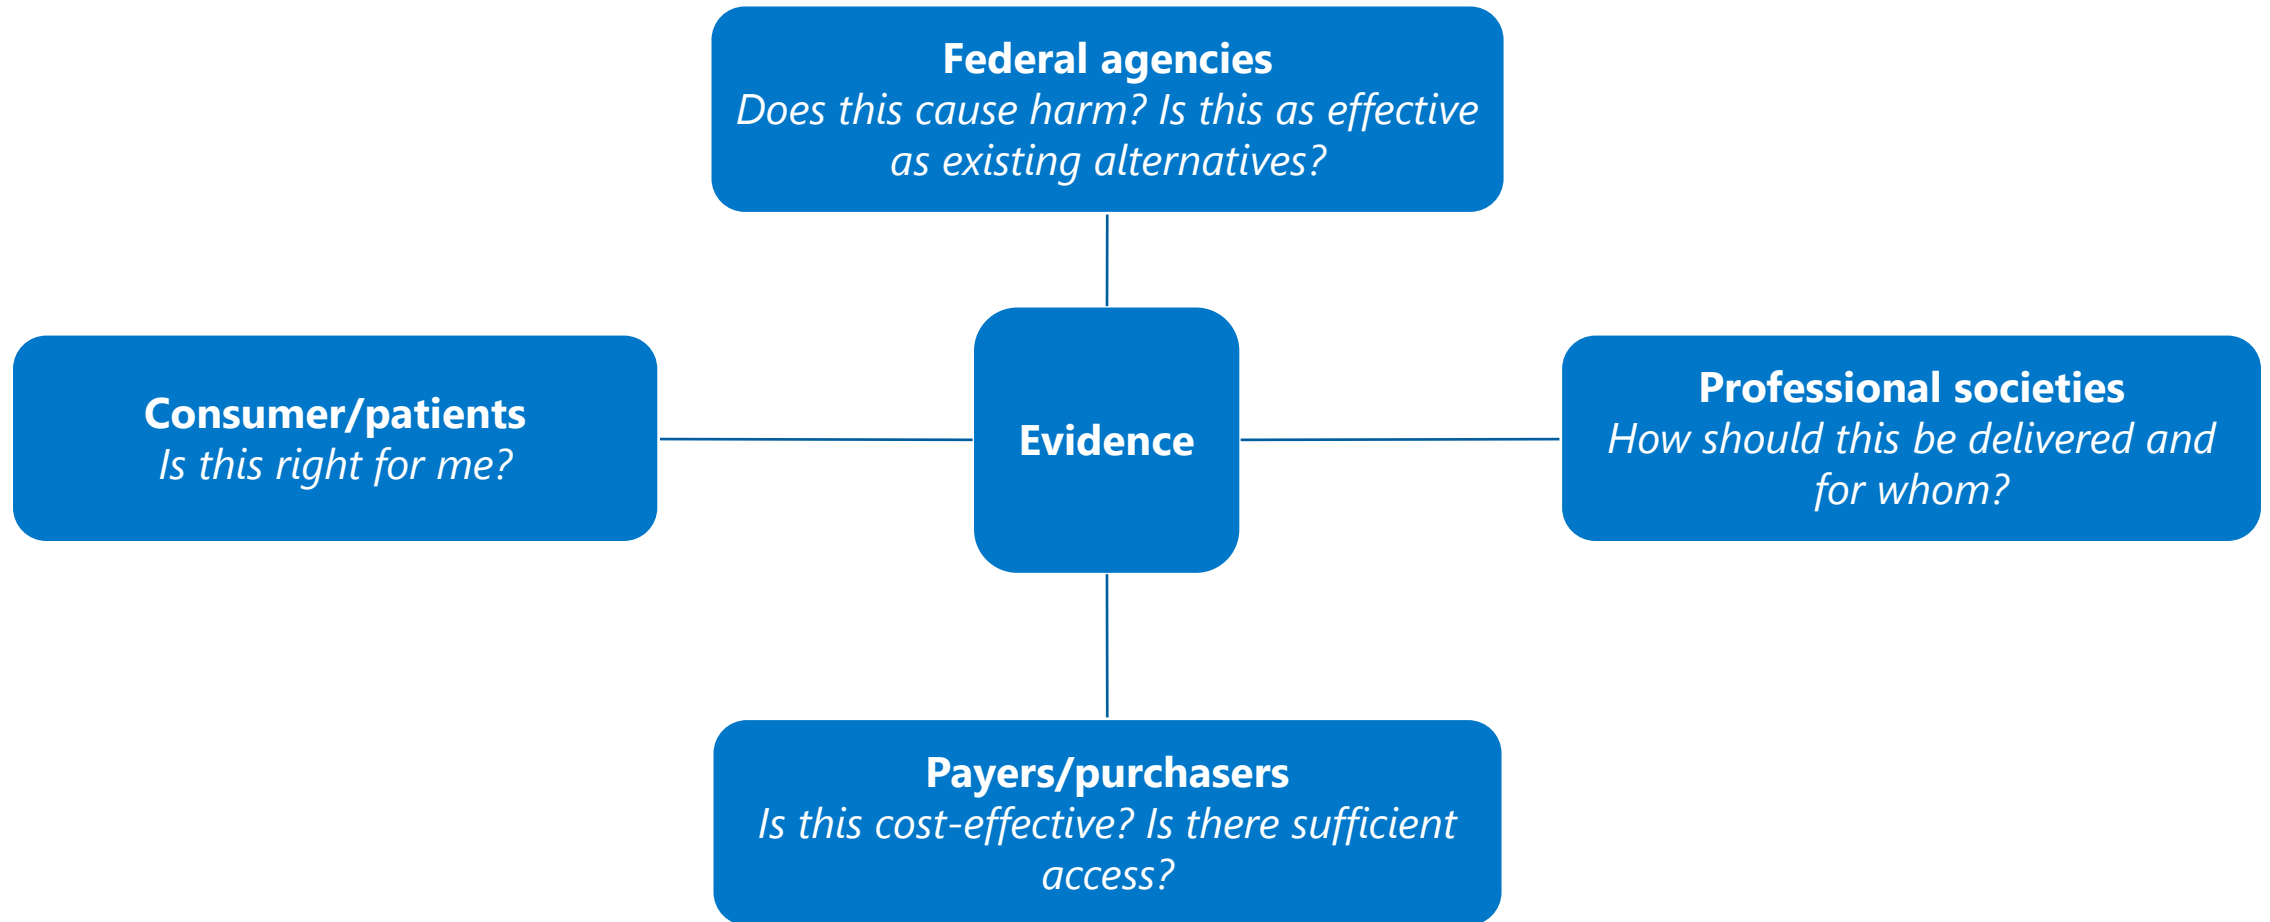 Federal agencies
Does this cause harm? Is this as effective
as existing alternatives?
Consumer/patients
Is this right for me?
Evidence
Professional societies
How should this be delivered and
for whom?
Payers/purchasers
Is this cost-effective? Is there sufficient
access?